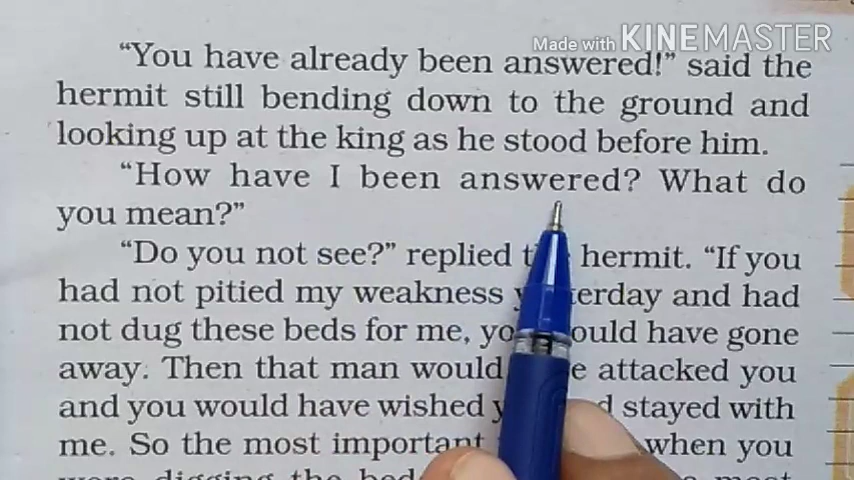 Made with KINEMASTER
“You have already been answered!” said the
hermit still bending down to the ground and
looking up at the king as he stood before him.
“How have I been answered? What do
you mean?”
“Do you not see?” replied hermit. “If you
had not pitied my weakness and had
not dug these beds for me, have gone
away. Then that man would attacked you
and you would have wished stayed with
me. So the most important when you
digging the most